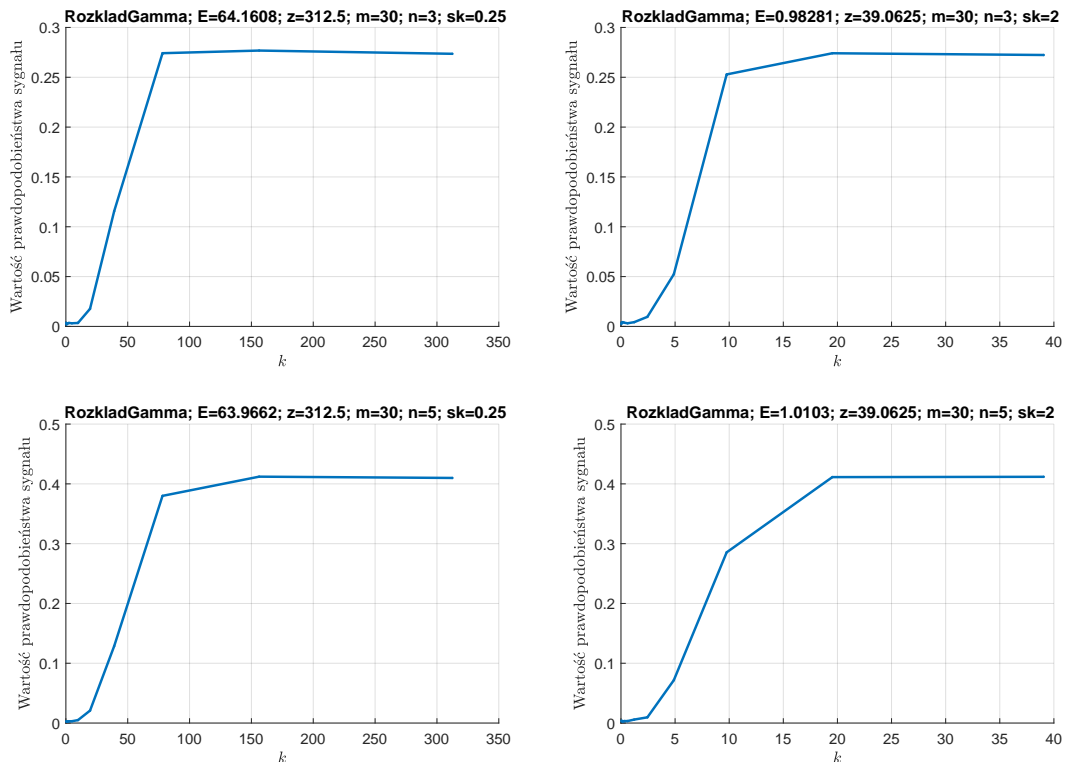 RozkladGamma; E=64.1608; z=312.5; m=30; n=3; sk=0.25
Wartość prawdopodobieństwa sygnału
0.3
0.25
0.2
0.15
0.1
0.05
0
0 50 100 150 200 250 300 350
k
RozkladGamma; E=0.98281; z=39.0625; m=30; n=3; sk=2
Wartość prawdopodobieństwa sygnału
0.3
0.25
0.2
0.15
0.1
0.05
0
0 5 10 15 20 25 30 35 40
k
RozkladGamma; E=63.9662; z=312.5; m=30; n=5; sk=0.25
Wartość prawdopodobieństwa sygnału
0.5
0.4
0.3
0.2
0.1
0
0 50 100 150 200 250 300 350
k
RozkladGamma; E=1.0103; z=39.0625; m=30; n=5; sk=2
Wartość prawdopodobieństwa sygnału
0.5
0.4
0.3
0.2
0.1
0
0 5 10 15 20 25 30 35 40
k